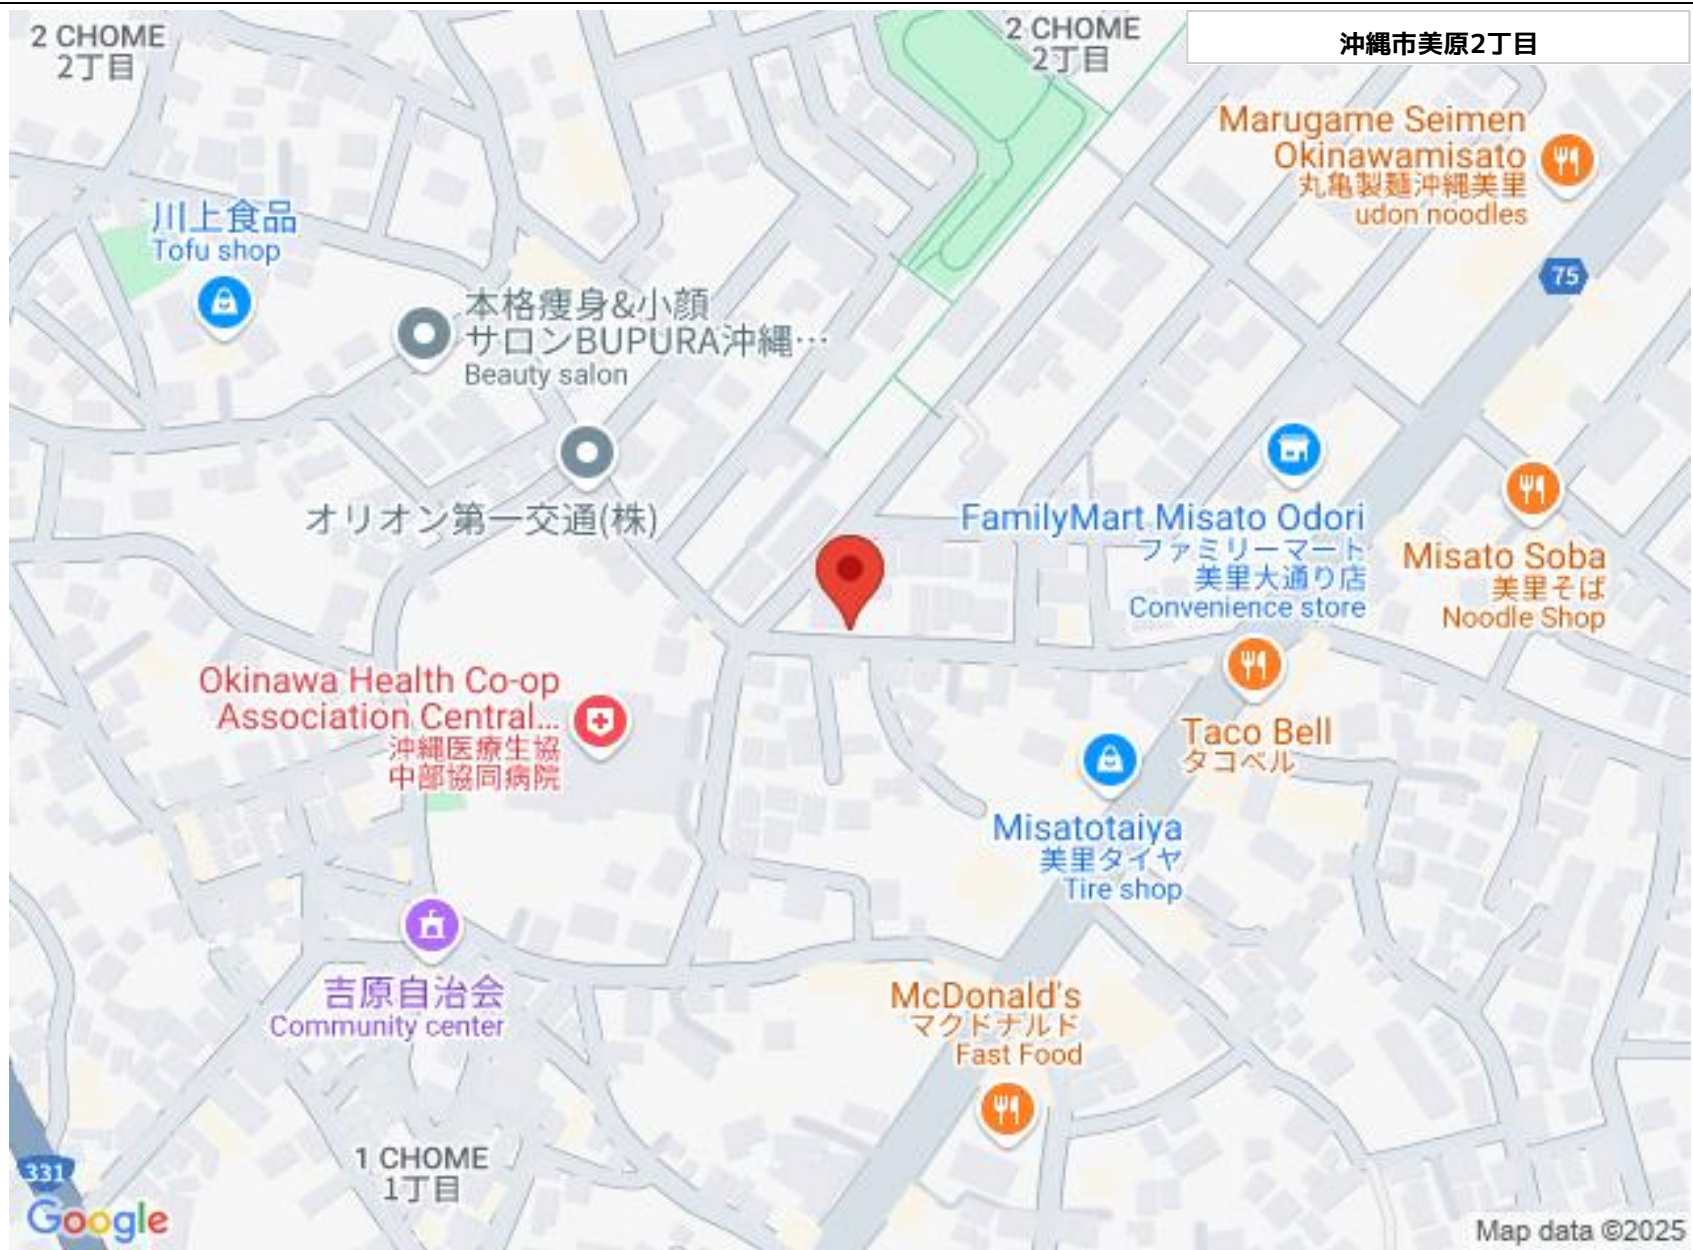 2 CHOME
2丁目
2 CHOME
2丁目
沖縄市美原2丁目
Marugame Seimen
Okinawamisato
丸亀製麺沖縄美里
udon noodles
川上食品
Tofu shop
75
本格痩身&小顔
サロンBUPURA沖縄…
Beauty salon
オリオン第一交通(株)
FamilyMart Misato Odori
ファミリーマート
美里大通り店
Convenience store
Misato Soba
美里そば
Noodle Shop
Okinawa Health Co-op
Association Central...
沖縄医療生協
中部協同病院
Taco Bell
タコベル
Misatotaiya
美里タイヤ
Tire shop
吉原自治会
Community center
McDonald's
マクドナルド
Fast Food
1 CHOME
1丁目
331
Google
Map data ©2025